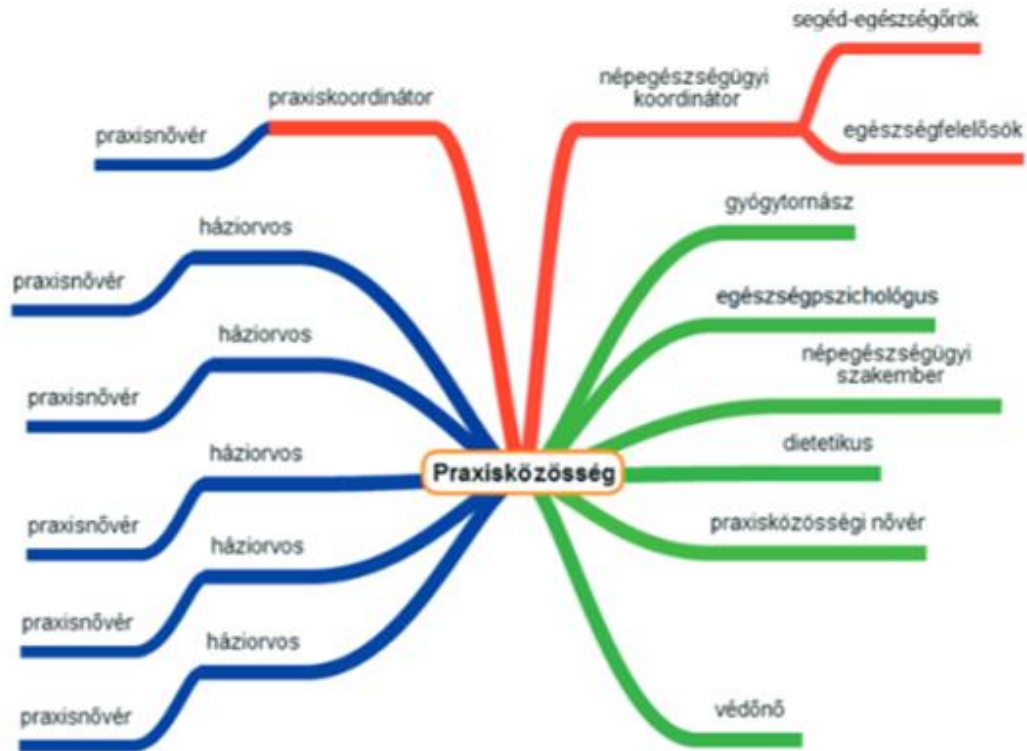 segéd-egészségőrök
népegészségügyi
koordinátor
praxiskoordinátor
egészségfelelősök
praxisnővér
gyógytornász
háziorvos
praxisnővér
egészségpszichológus
háziorvos
népegészségügyi
szakember
praxisnővér
dietetikus
háziorvos
Praxisközösség
praxisnővér
praxisközösségi nővér
háziorvos
praxisnővér
háziorvos
praxisnővér
védőnő